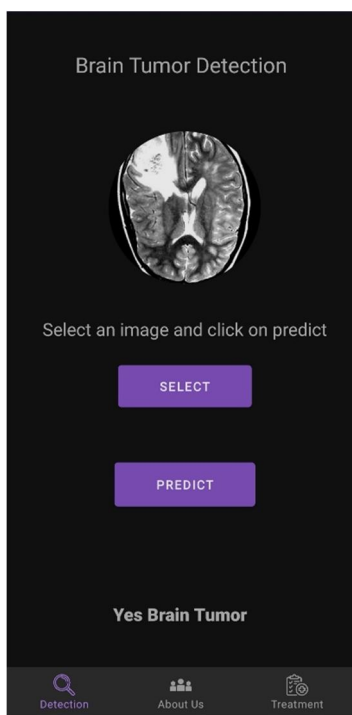 Brain Tumor Detection
Select an image and click on predict
SELECT
PREDICT
Yes Brain Tumor
Detection About Us Treatment